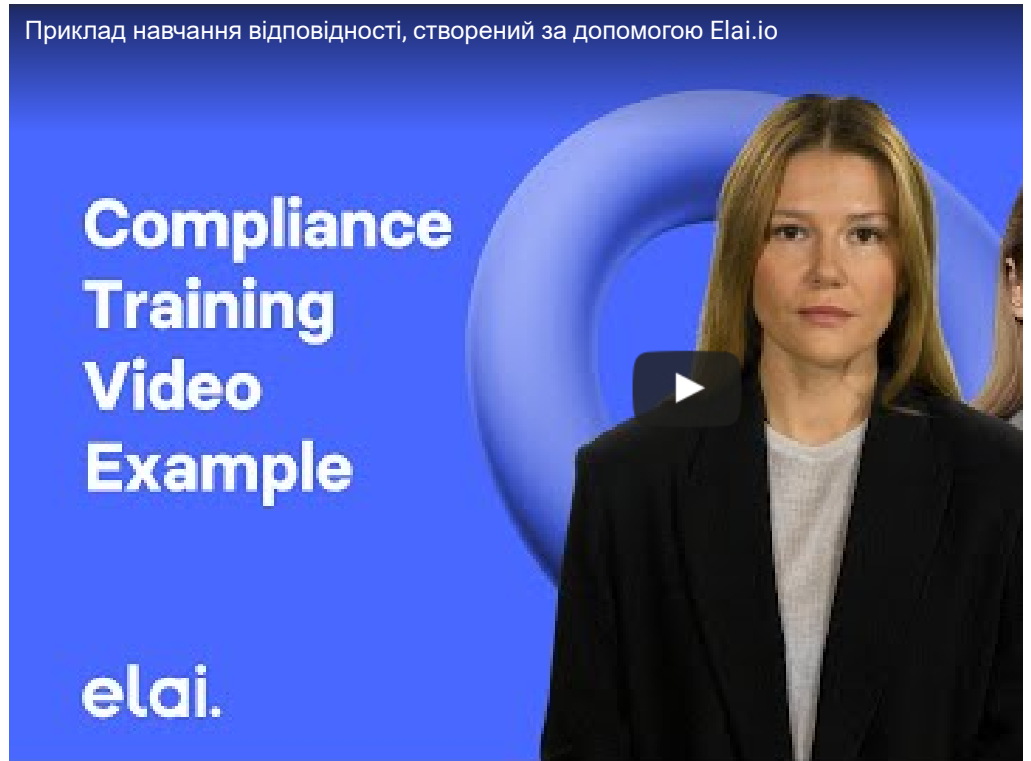 Приклад навчання відповідності, створений за допомогою Elai.io
Compliance
Training
Video
Example
elai.